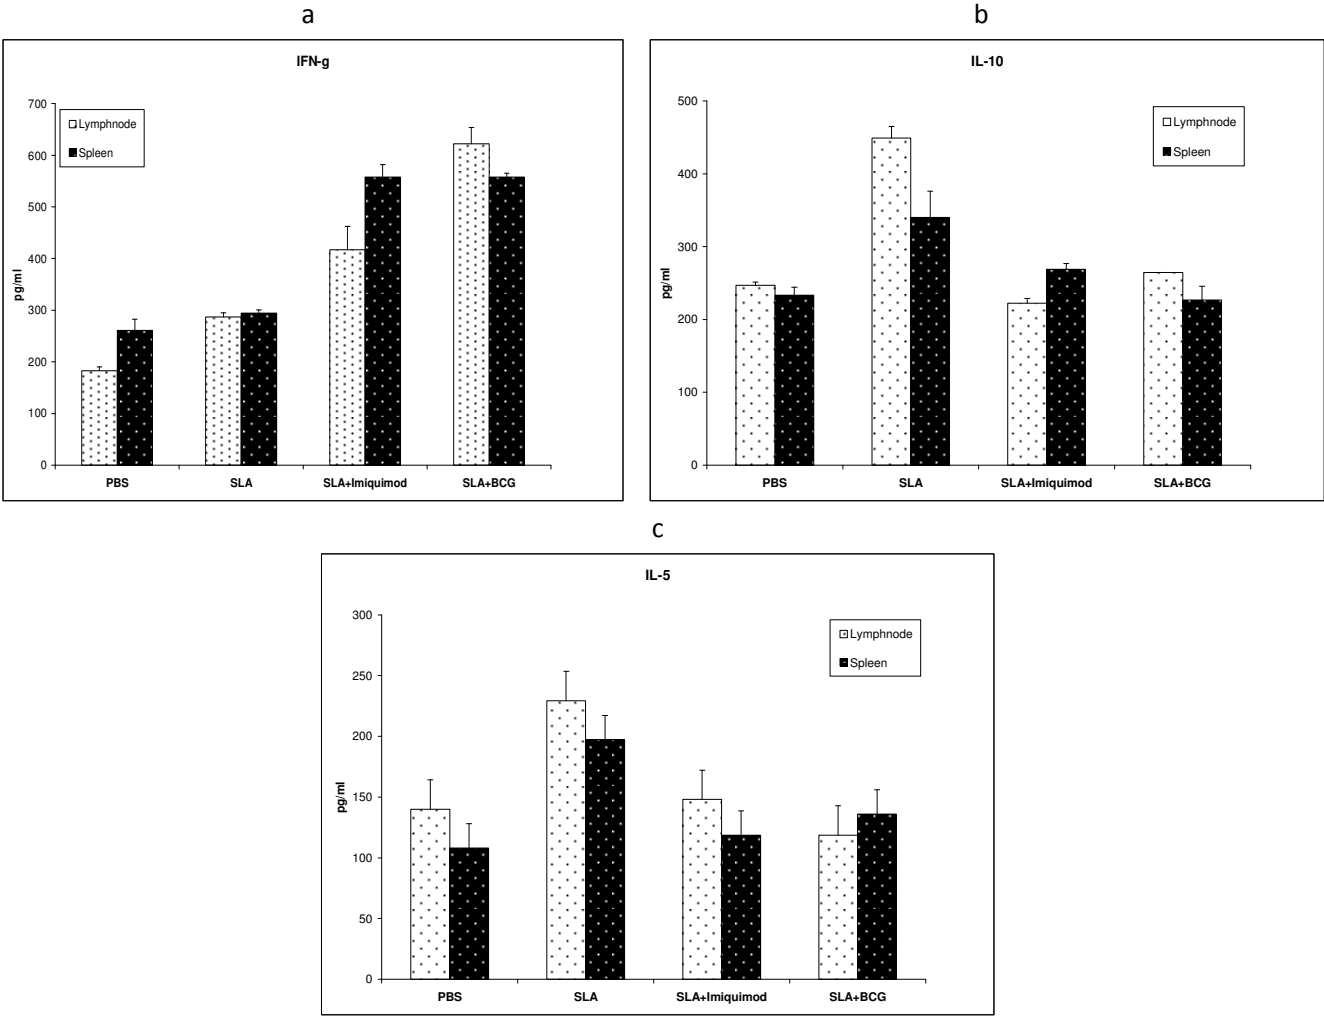 a
IFN-g
700
600
500
400
300
200
100
0
pg/ml
Lymphnode
Spleen
PBS SLA SLA+Imiquimod SLA+BCG
b
IL-10
500
400
300
200
100
0
pg/ml
Lymphnode
Spleen
PBS SLA SLA+Imiquimod SLA+BCG
c
IL-5
300
250
200
150
100
50
0
pg/ml
Lymphnode
Spleen
PBS SLA SLA+Imiquimod SLA+BCG